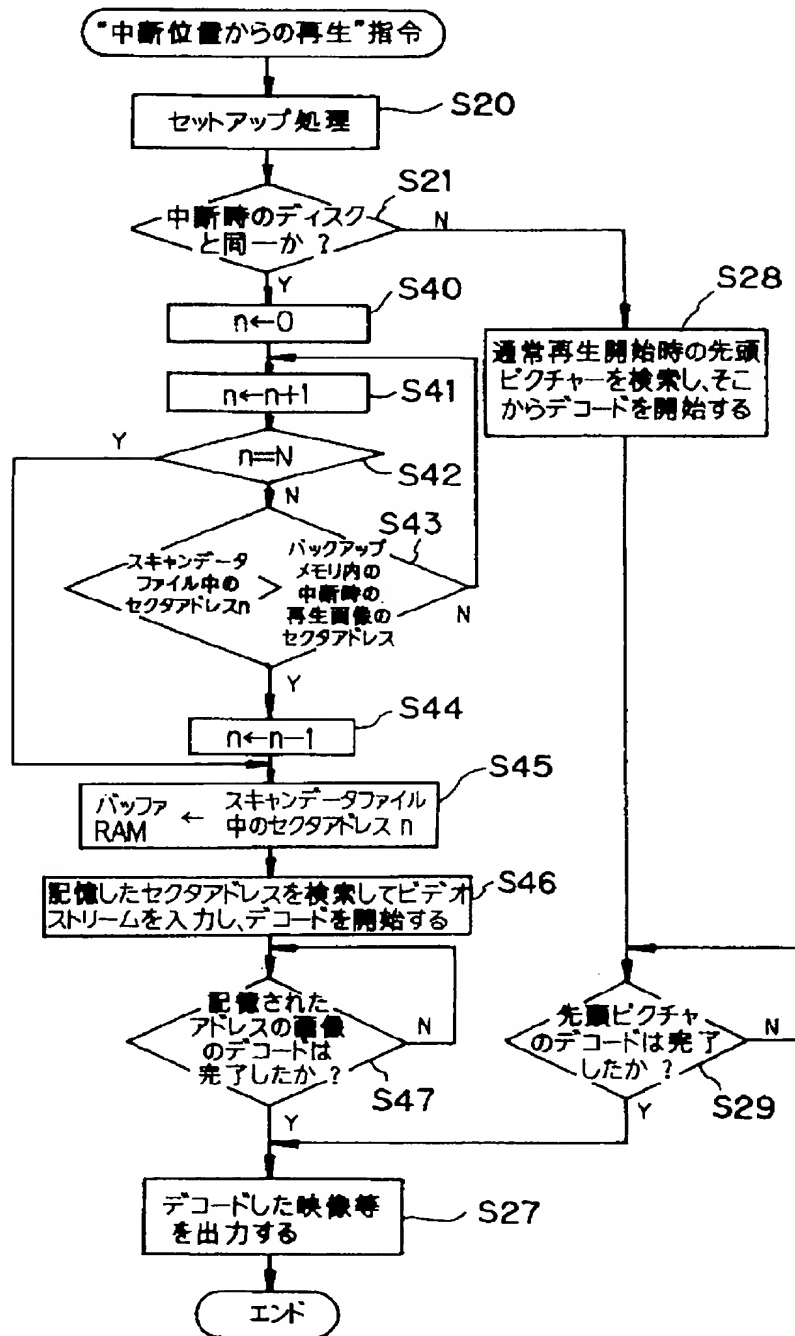 “中断位置からの再生”指令
S20
セットアップ処理
S21
中断時のディスク
と同一か？
N
Y
S40
n←0
S28
通常再生開始時の先頭
ピクチャーを検索し、そこ
からデコードを開始する
n←n+1
S41
Y
n=N
S42
N
S43
スキャンデータ
ファイル中の
セクタアドレスn
>
バックアップ
メモリ内の
中断時の
再生画像の
セクタアドレス
N
Y
S44
n←n-1
S45
バッファ
RAM
←
スキャンデータファイル
中のセクタアドレス n
S46
記憶したセクタアドレスを検索してビデオ
ストリームを入力し、デコードを開始する
記憶された
アドレスの画像
のデコードは
完了したか？
N
S47
Y
先頭ピクチャ
のデコードは完了
したか？
N
S29
Y
デコードした映像等
を出力する
S27
エンド